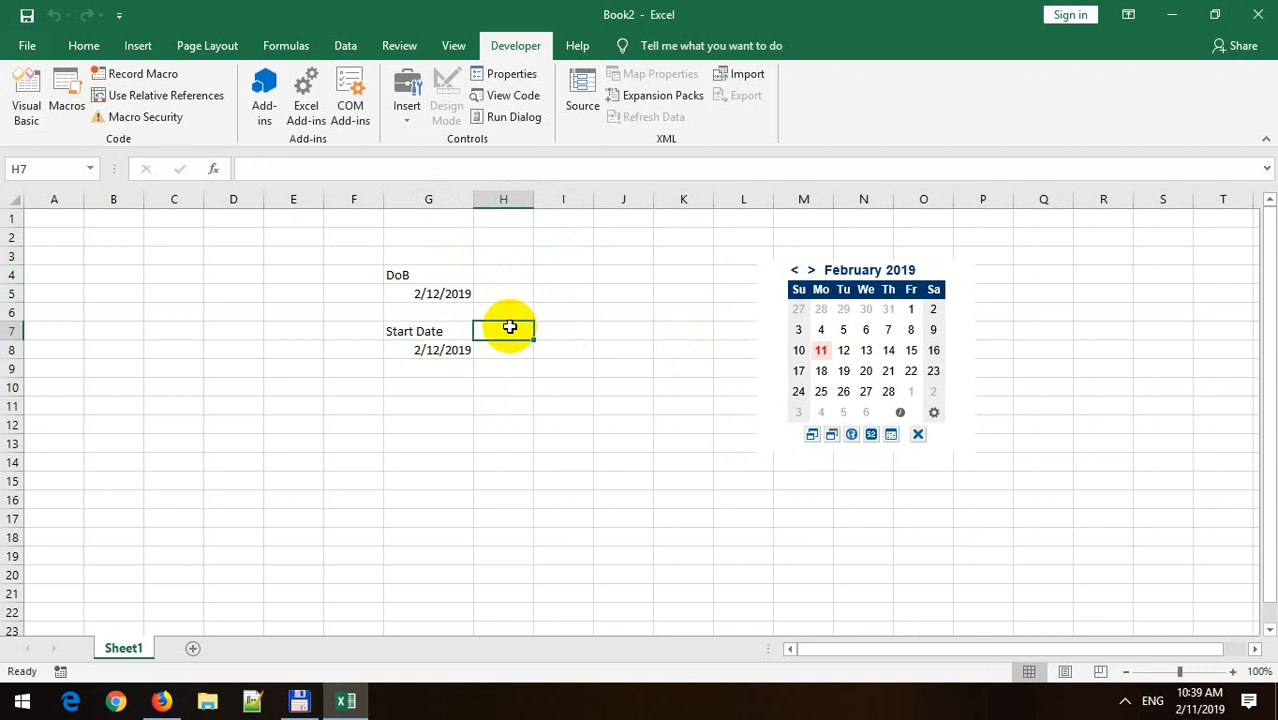 Book2 - Excel
Sign in
File Home Insert Page Layout Formulas Data Review View Developer Help Tell me what you want to do Share
Visual Basic
Macros
Record Macro
Use Relative References
Macro Security
Code
Add-ins
Excel Add-ins
COM Add-ins
Add-ins
Insert
Design Mode
Properties
View Code
Run Dialog
Controls
Source
Map Properties
Expansion Packs
Refresh Data
Import
Export
XML
H7
fx
A B C D E F G H I J K L M N O P Q R S T
1
2
3
4 DoB
5 2/12/2019
6
7 Start Date
8 2/12/2019
9
10
11
12
13
14
15
16
17
18
19
20
21
22
23
< > February 2019
Su Mo Tu We Th Fr Sa
27 28 29 30 31 1 2
3 4 5 6 7 8 9
10 11 12 13 14 15 16
17 18 19 20 21 22 23
24 25 26 27 28 1 2
3 4 5 6
52
Sheet1
Ready
100%
ENG
10:39 AM
2/11/2019